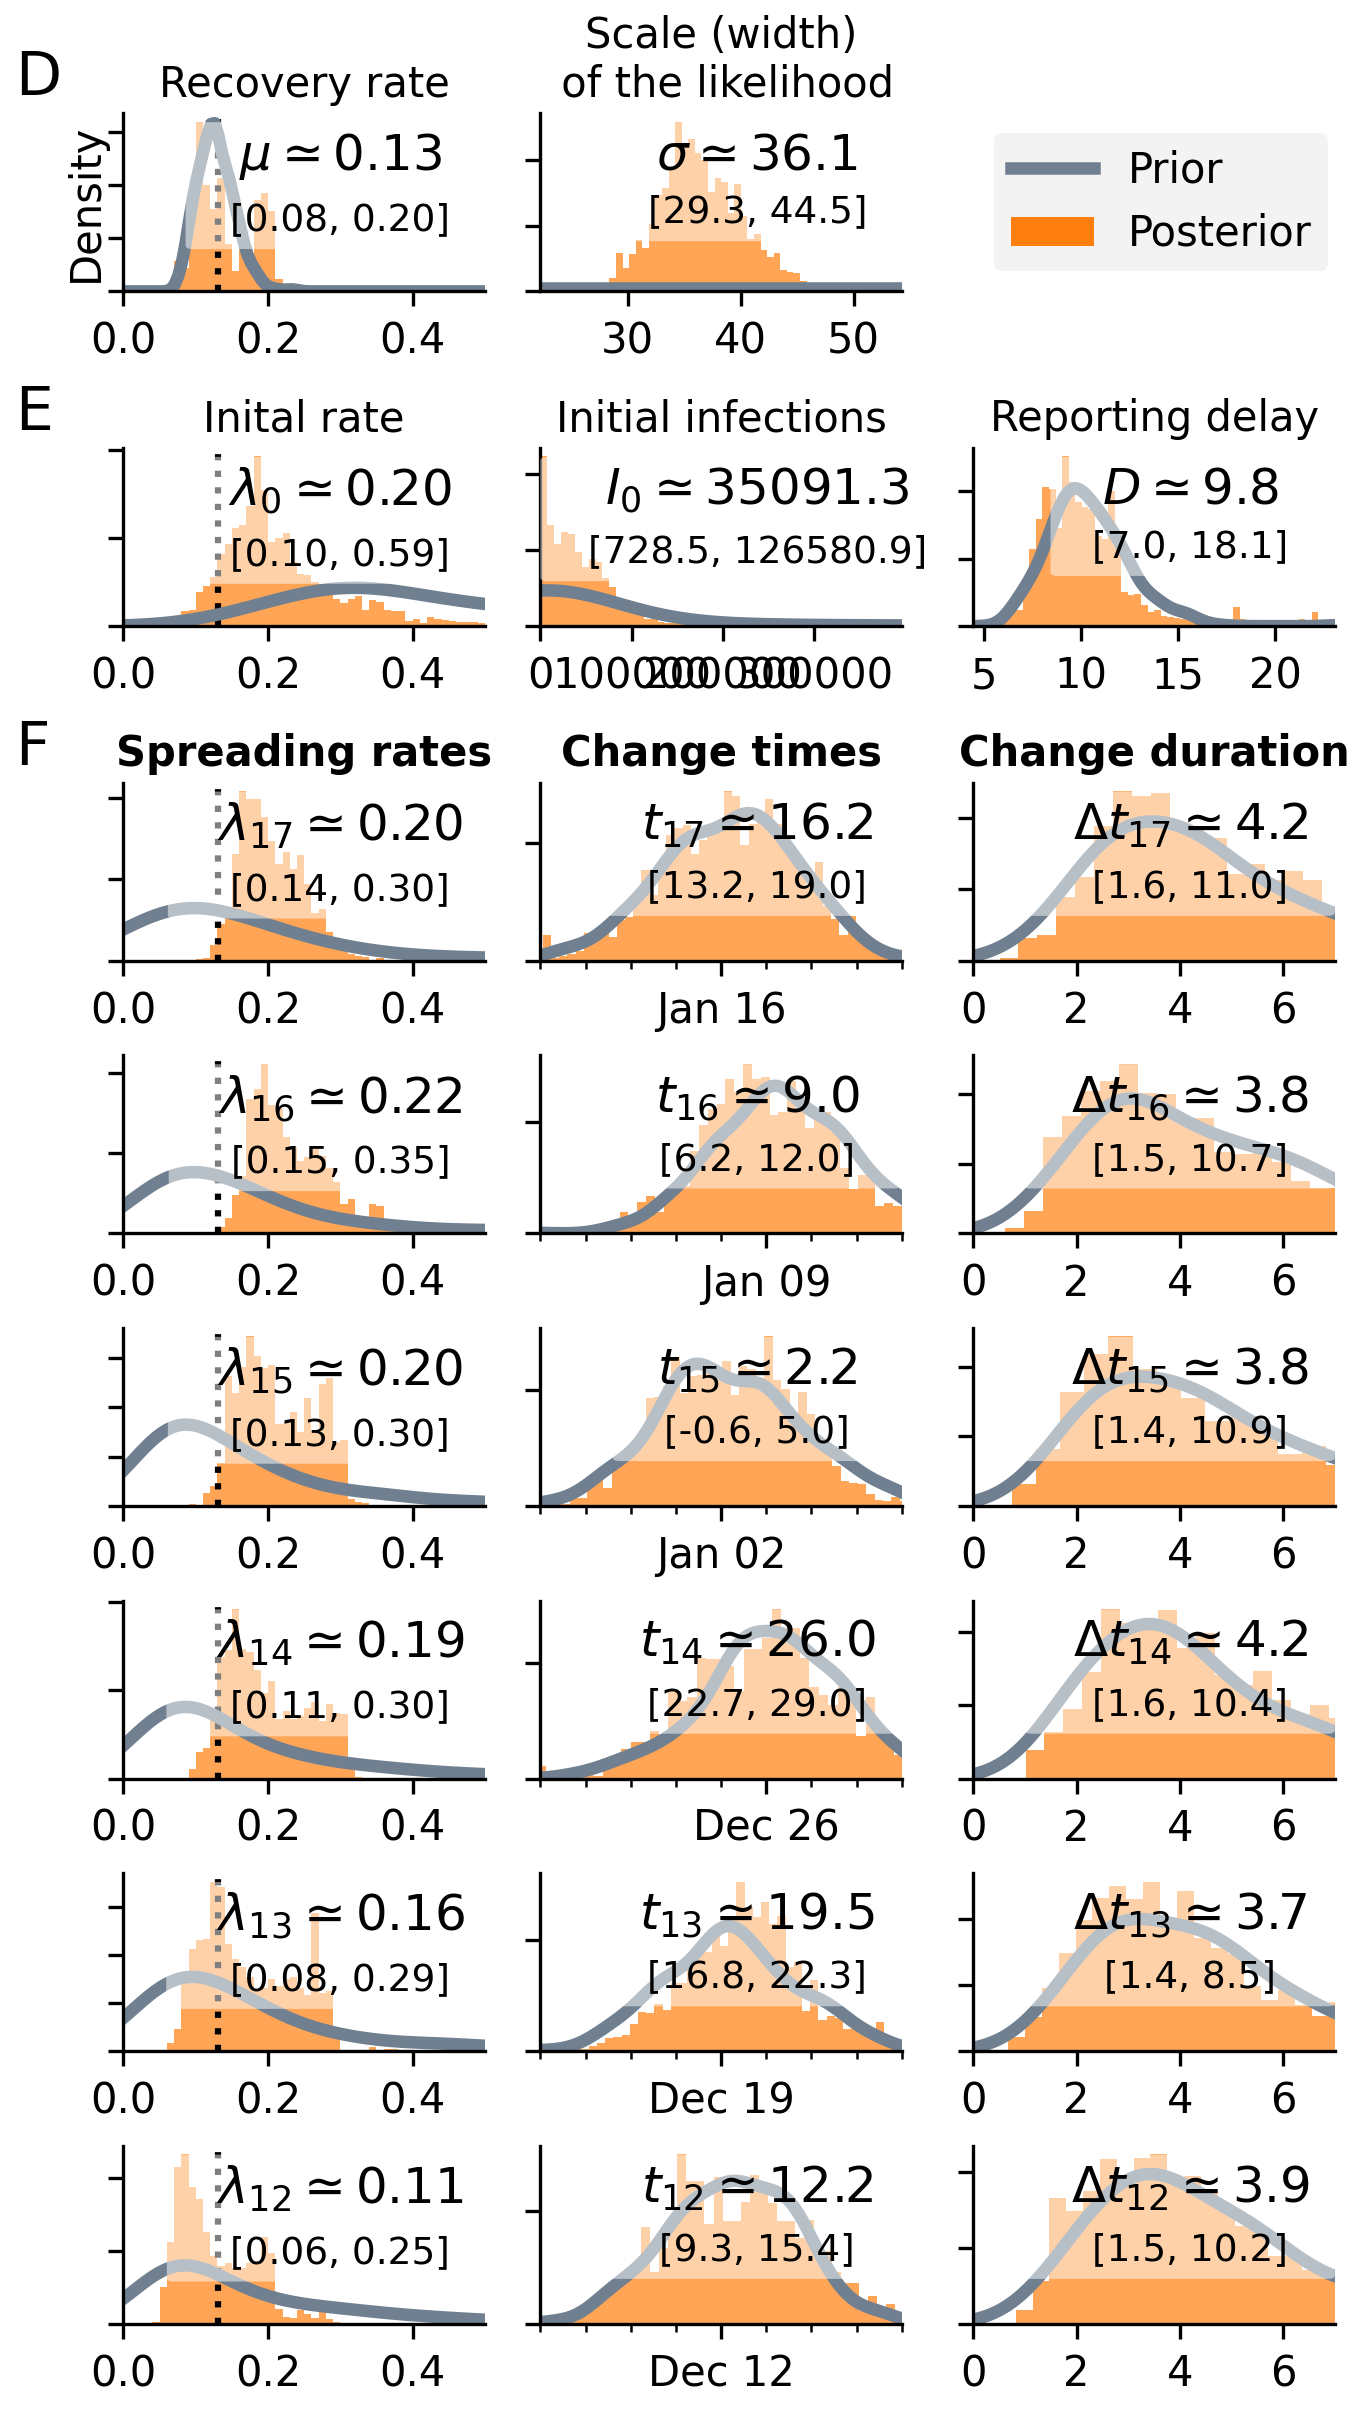 D
Recovery rate
Scale (width)
of the likelihood
Density
μ ≃ 0.13
[0.08, 0.20]
0.0 0.2 0.4
σ ≃ 36.1
[29.3, 44.5]
30 40 50
Prior
Posterior
E
Inital rate
λ0 ≃ 0.20
[0.10, 0.59]
0.0 0.2 0.4
Initial infections
I0 ≃ 35091.3
[728.5, 126580.9]
0 100000 200000 300000
Reporting delay
D ≃ 9.8
[7.0, 18.1]
5 10 15 20
F
Spreading rates Change times Change duration
λ17 ≃ 0.20
[0.14, 0.30]
0.0 0.2 0.4
t17 ≃ 16.2
[13.2, 19.0]
Jan 16
Δt17 ≃ 4.2
[1.6, 11.0]
0 2 4 6
λ16 ≃ 0.22
[0.15, 0.35]
0.0 0.2 0.4
t16 ≃ 9.0
[6.2, 12.0]
Jan 09
Δt16 ≃ 3.8
[1.5, 10.7]
0 2 4 6
λ15 ≃ 0.20
[0.13, 0.30]
0.0 0.2 0.4
t15 ≃ 2.2
[-0.6, 5.0]
Jan 02
Δt15 ≃ 3.8
[1.4, 10.9]
0 2 4 6
λ14 ≃ 0.19
[0.11, 0.30]
0.0 0.2 0.4
t14 ≃ 26.0
[22.7, 29.0]
Dec 26
Δt14 ≃ 4.2
[1.6, 10.4]
0 2 4 6
λ13 ≃ 0.16
[0.08, 0.29]
0.0 0.2 0.4
t13 ≃ 19.5
[16.8, 22.3]
Dec 19
Δt13 ≃ 3.7
[1.4, 8.5]
0 2 4 6
λ12 ≃ 0.11
[0.06, 0.25]
0.0 0.2 0.4
t12 ≃ 12.2
[9.3, 15.4]
Dec 12
Δt12 ≃ 3.9
[1.5, 10.2]
0 2 4 6